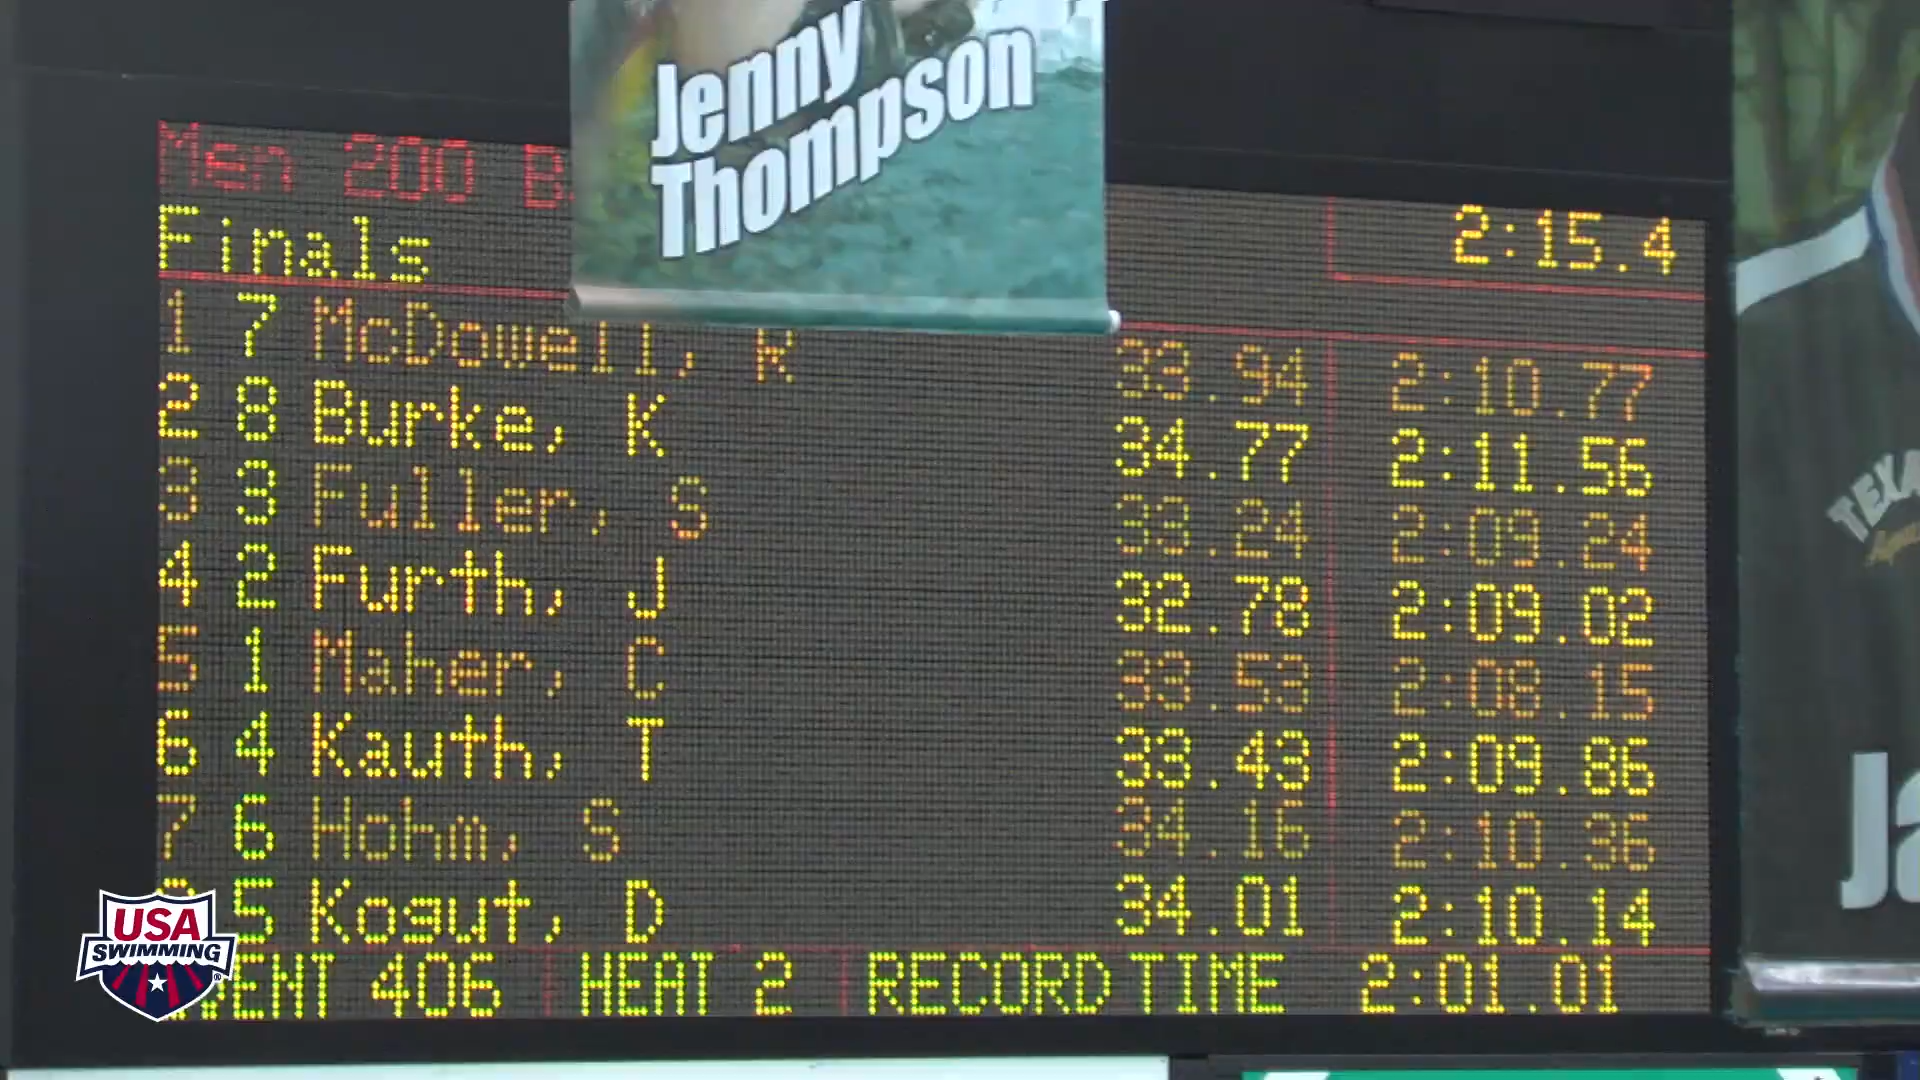 Jenny
Thompson
Men 200 B
Finals 2:15.4
1 7 McDowell, R 33.94 2:10.77
2 8 Burke, K 34.77 2:11.56
3 3 Fuller, S 33.24 2:09.24
4 2 Furth, J 32.78 2:09.02
5 1 Maher, C 33.53 2:08.15
6 4 Kauth, T 33.43 2:09.86
7 6 Hohm, S 34.16 2:10.36
5 Kogut, D 34.01 2:10.14
ENT 406 HEAT 2 RECORD TIME 2:01.01
USA
SWIMMING
TEXA
Ja